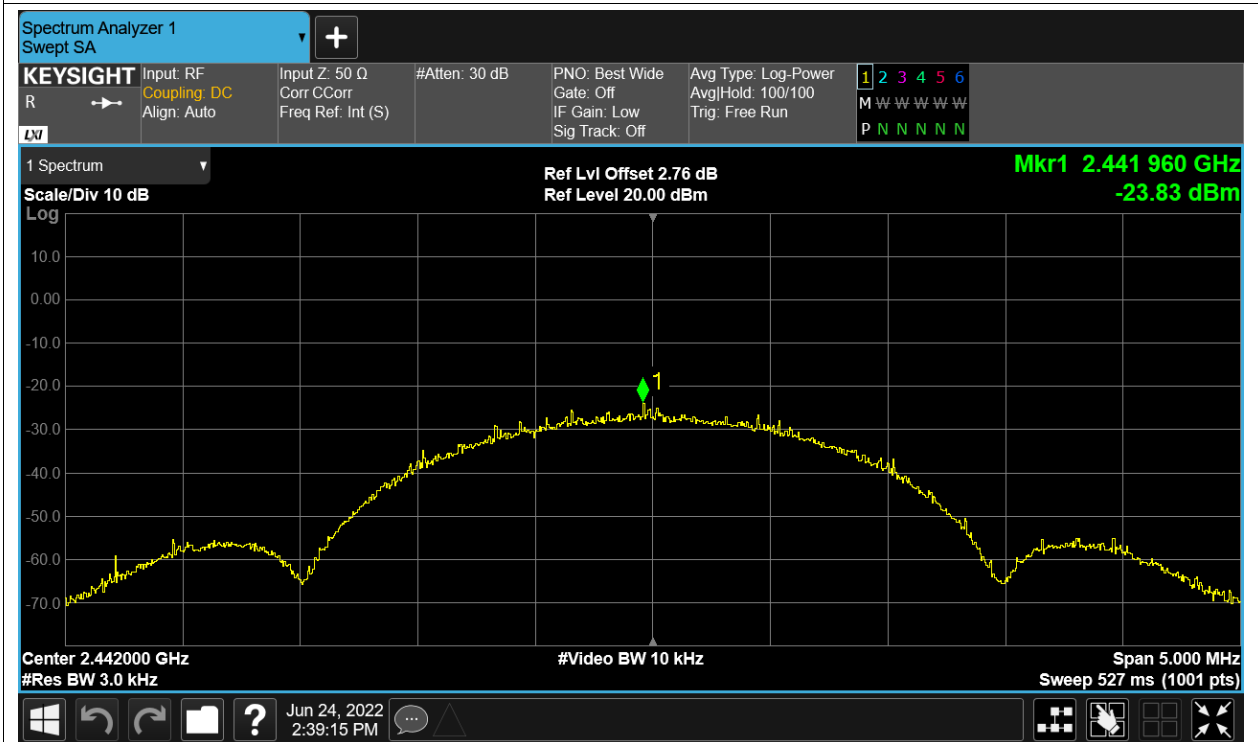 Spectrum Analyzer 1
Swept SA
KEYSIGHT
R
LXI
Input: RF
Coupling: DC
Align: Auto
Input Z: 50 Ω
Corr CCorr
Freq Ref: Int (S)
#Atten: 30 dB
PNO: Best Wide
Gate: Off
IF Gain: Low
Sig Track: Off
Avg Type: Log-Power
Avg|Hold: 100/100
Trig: Free Run
1 2 3 4 5 6
M W W W W W
P N N N N N
1 Spectrum
Scale/Div 10 dB
Log
Ref Lvl Offset 2.76 dB
Ref Level 20.00 dBm
Mkr1 2.441 960 GHz
-23.83 dBm
10.0
0.00
-10.0
-20.0
-30.0
-40.0
-50.0
-60.0
-70.0
1
Center 2.442000 GHz
#Res BW 3.0 kHz
#Video BW 10 kHz
Span 5.000 MHz
Sweep 527 ms (1001 pts)
?
Jun 24, 2022
2:39:15 PM